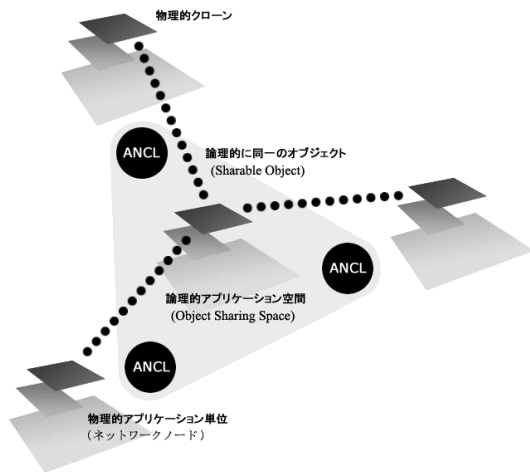 物理的クローン
ANCL
論理的に同一のオブジェクト
(Sharable Object)
ANCL
論理的アプリケーション空間
(Object Sharing Space)
ANCL
物理的アプリケーション単位
(ネットワークノード)